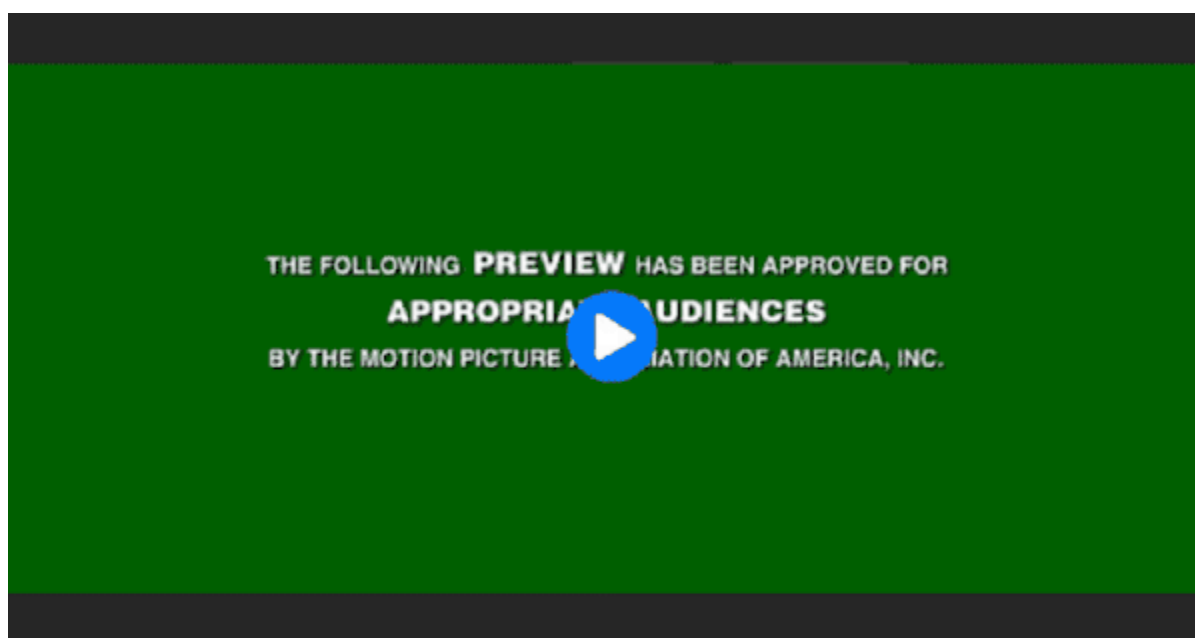 THE FOLLOWING PREVIEW HAS BEEN APPROVED FOR
BY THE MOTION PICTURE OF AMERICA, INC.